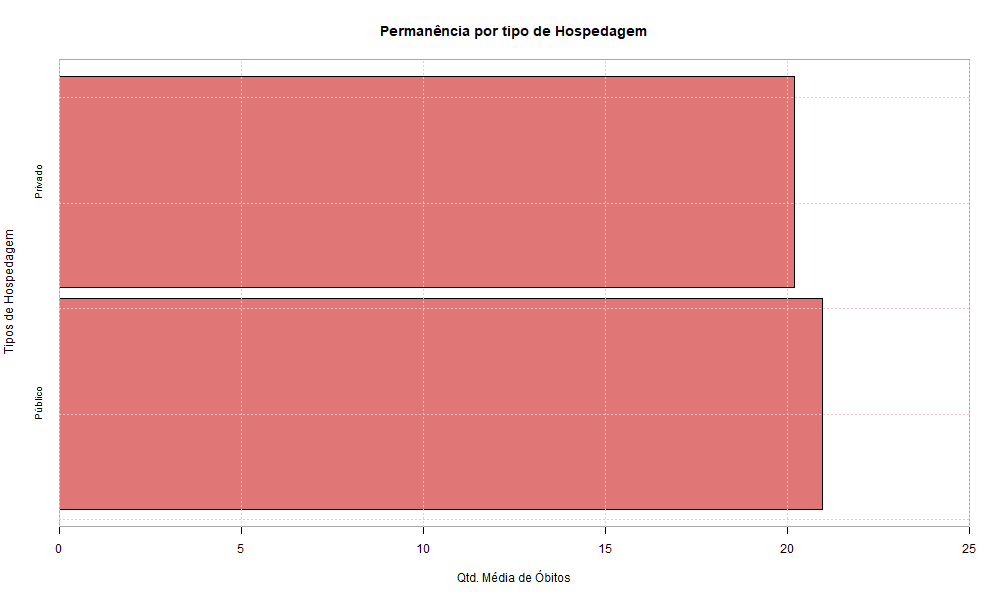 Permanência por tipo de Hospedagem
Tipos de Hospedagem
Privado
Público
0 5 10 15 20 25
Qtd. Média de Óbitos